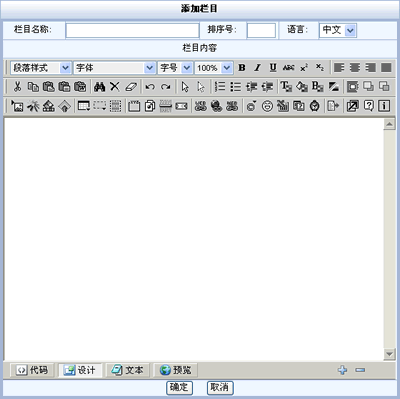 添加栏目
栏目名称: 排序号: 语言: 中文
栏目内容
段落样式 字体 字号 100% B I U ABC x² x₂
代码 设计 文本 预览
确定 取消